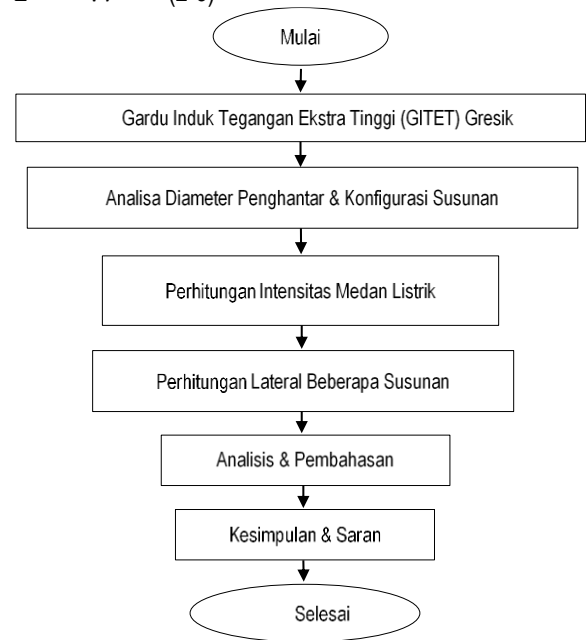 Mulai
Gardu Induk Tegangan Ekstra Tinggi (GITET) Gresik
Analisa Diameter Penghantar & Konfigurasi Susunan
Perhitungan Intensitas Medan Listrik
Perhitungan Lateral Beberapa Susunan
Analisis & Pembahasan
Kesimpulan & Saran
Selesai